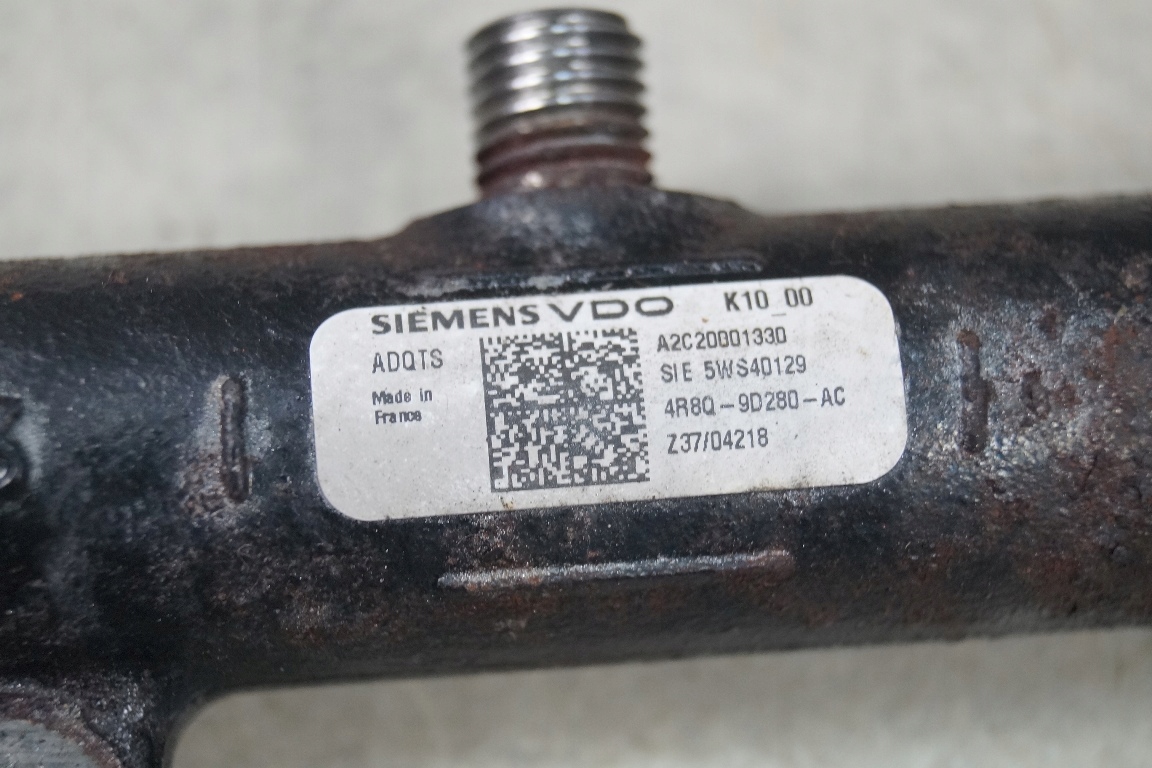 SIEMENS VDO K10_00
ADQTS
Made in
France
A2C20001330
SIE 5WS40129
4R8Q-9D280-AC
Z37/04218